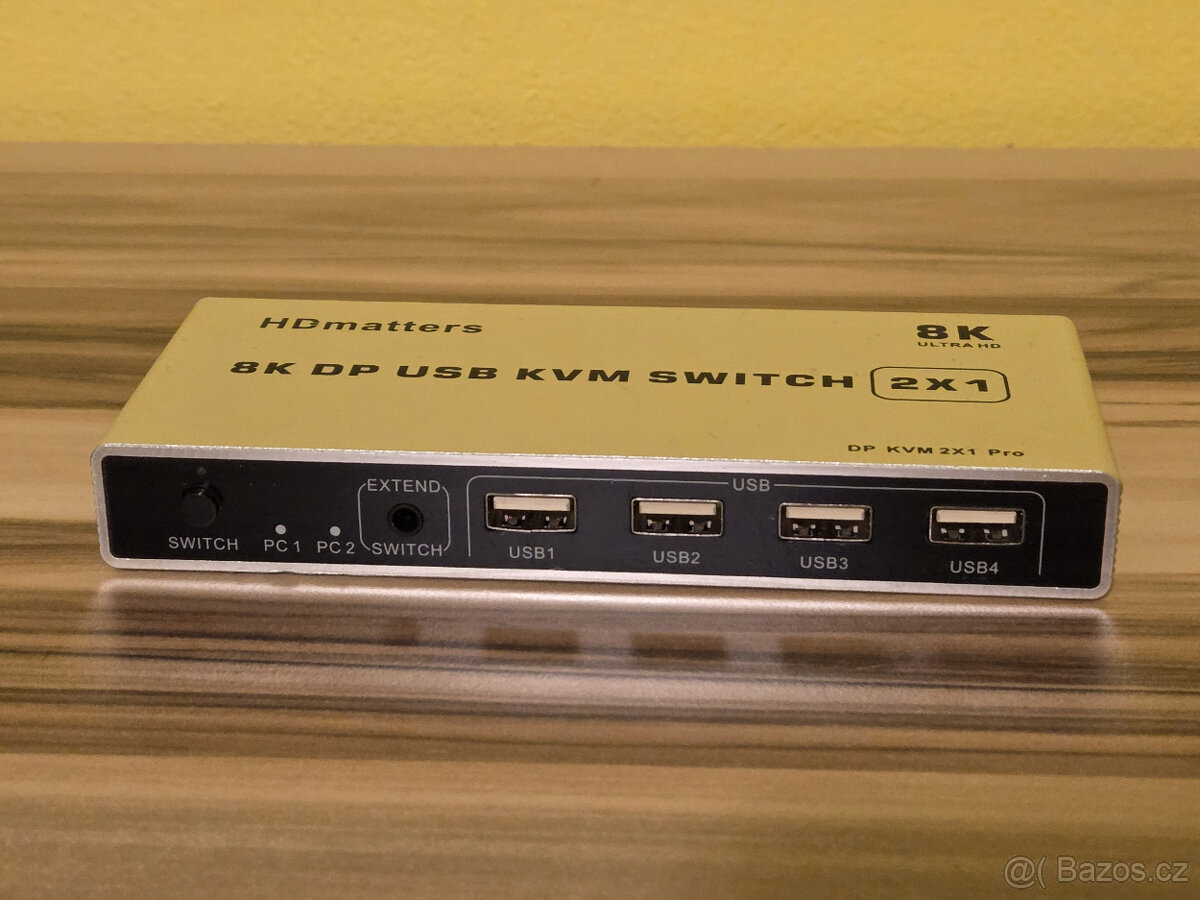 HDmatters
8K
ULTRA HD
8K DP USB KVM SWITCH 2X1
DP KVM 2X1 Pro
SWITCH
PC 1
PC 2
EXTEND
SWITCH
USB
USB1
USB2
USB3
USB4
@( Bazos.cz